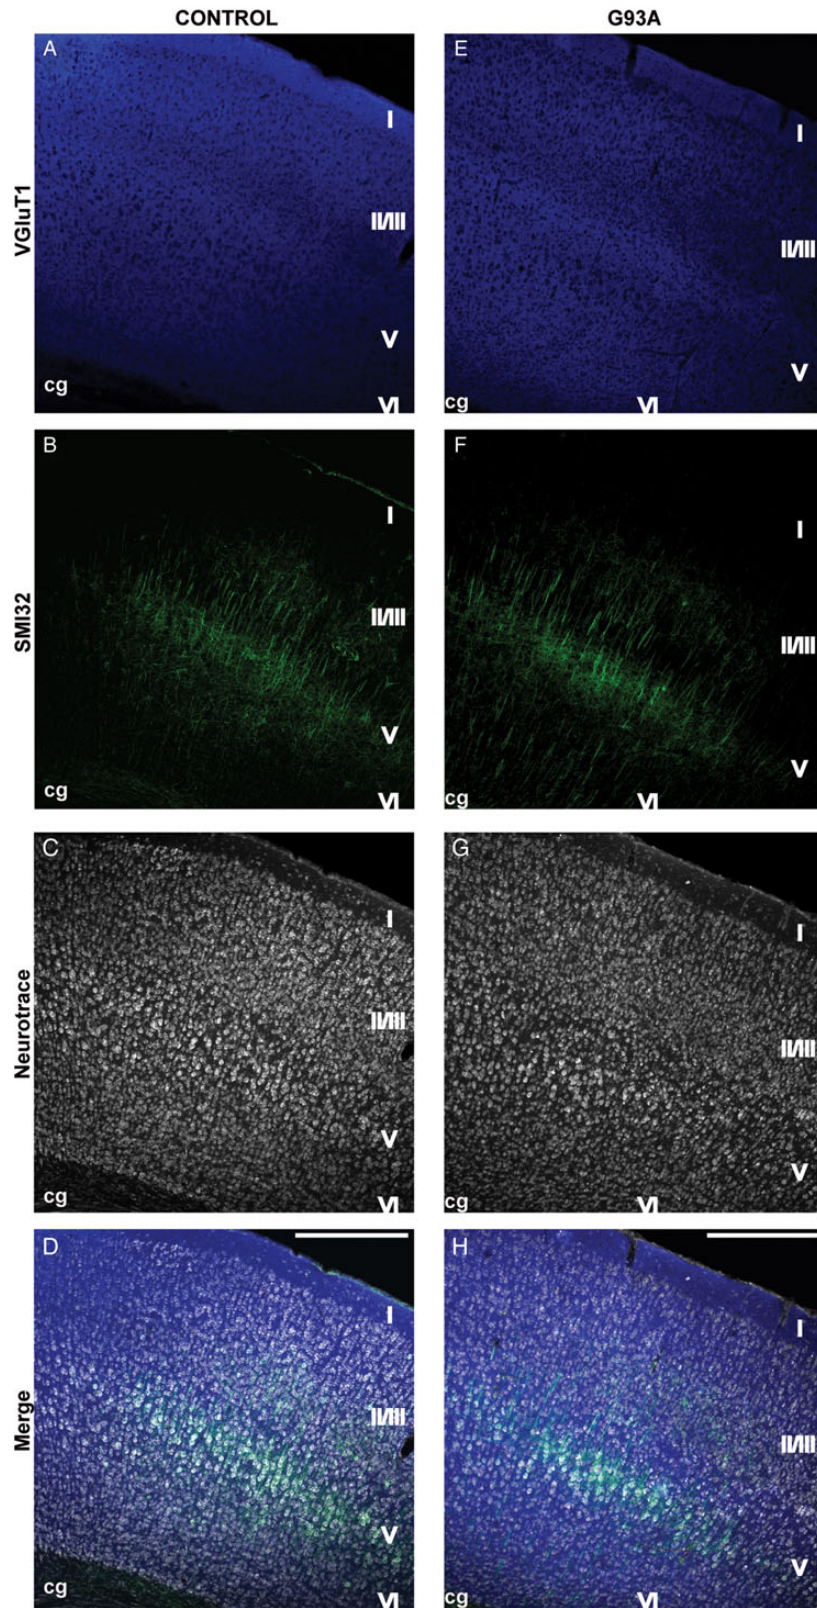 CONTROL G93A
VGluT1
A
I
II/III
V
VI
cg
E
I
II/III
V
VI
cg
SMI32
B
I
II/III
V
VI
cg
F
I
II/III
V
VI
cg
Neurotrace
C
I
II/III
V
VI
cg
G
I
II/III
V
VI
cg
Merge
D
I
II/III
V
VI
cg
H
I
II/III
V
VI
cg